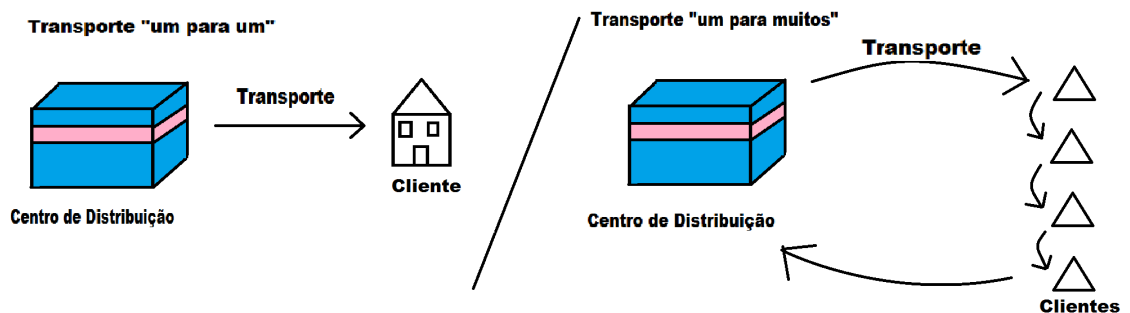 Transporte "um para um"
Transporte
Cliente
Centro de Distribuição
Transporte "um para muitos"
Transporte
Centro de Distribuição
Clientes